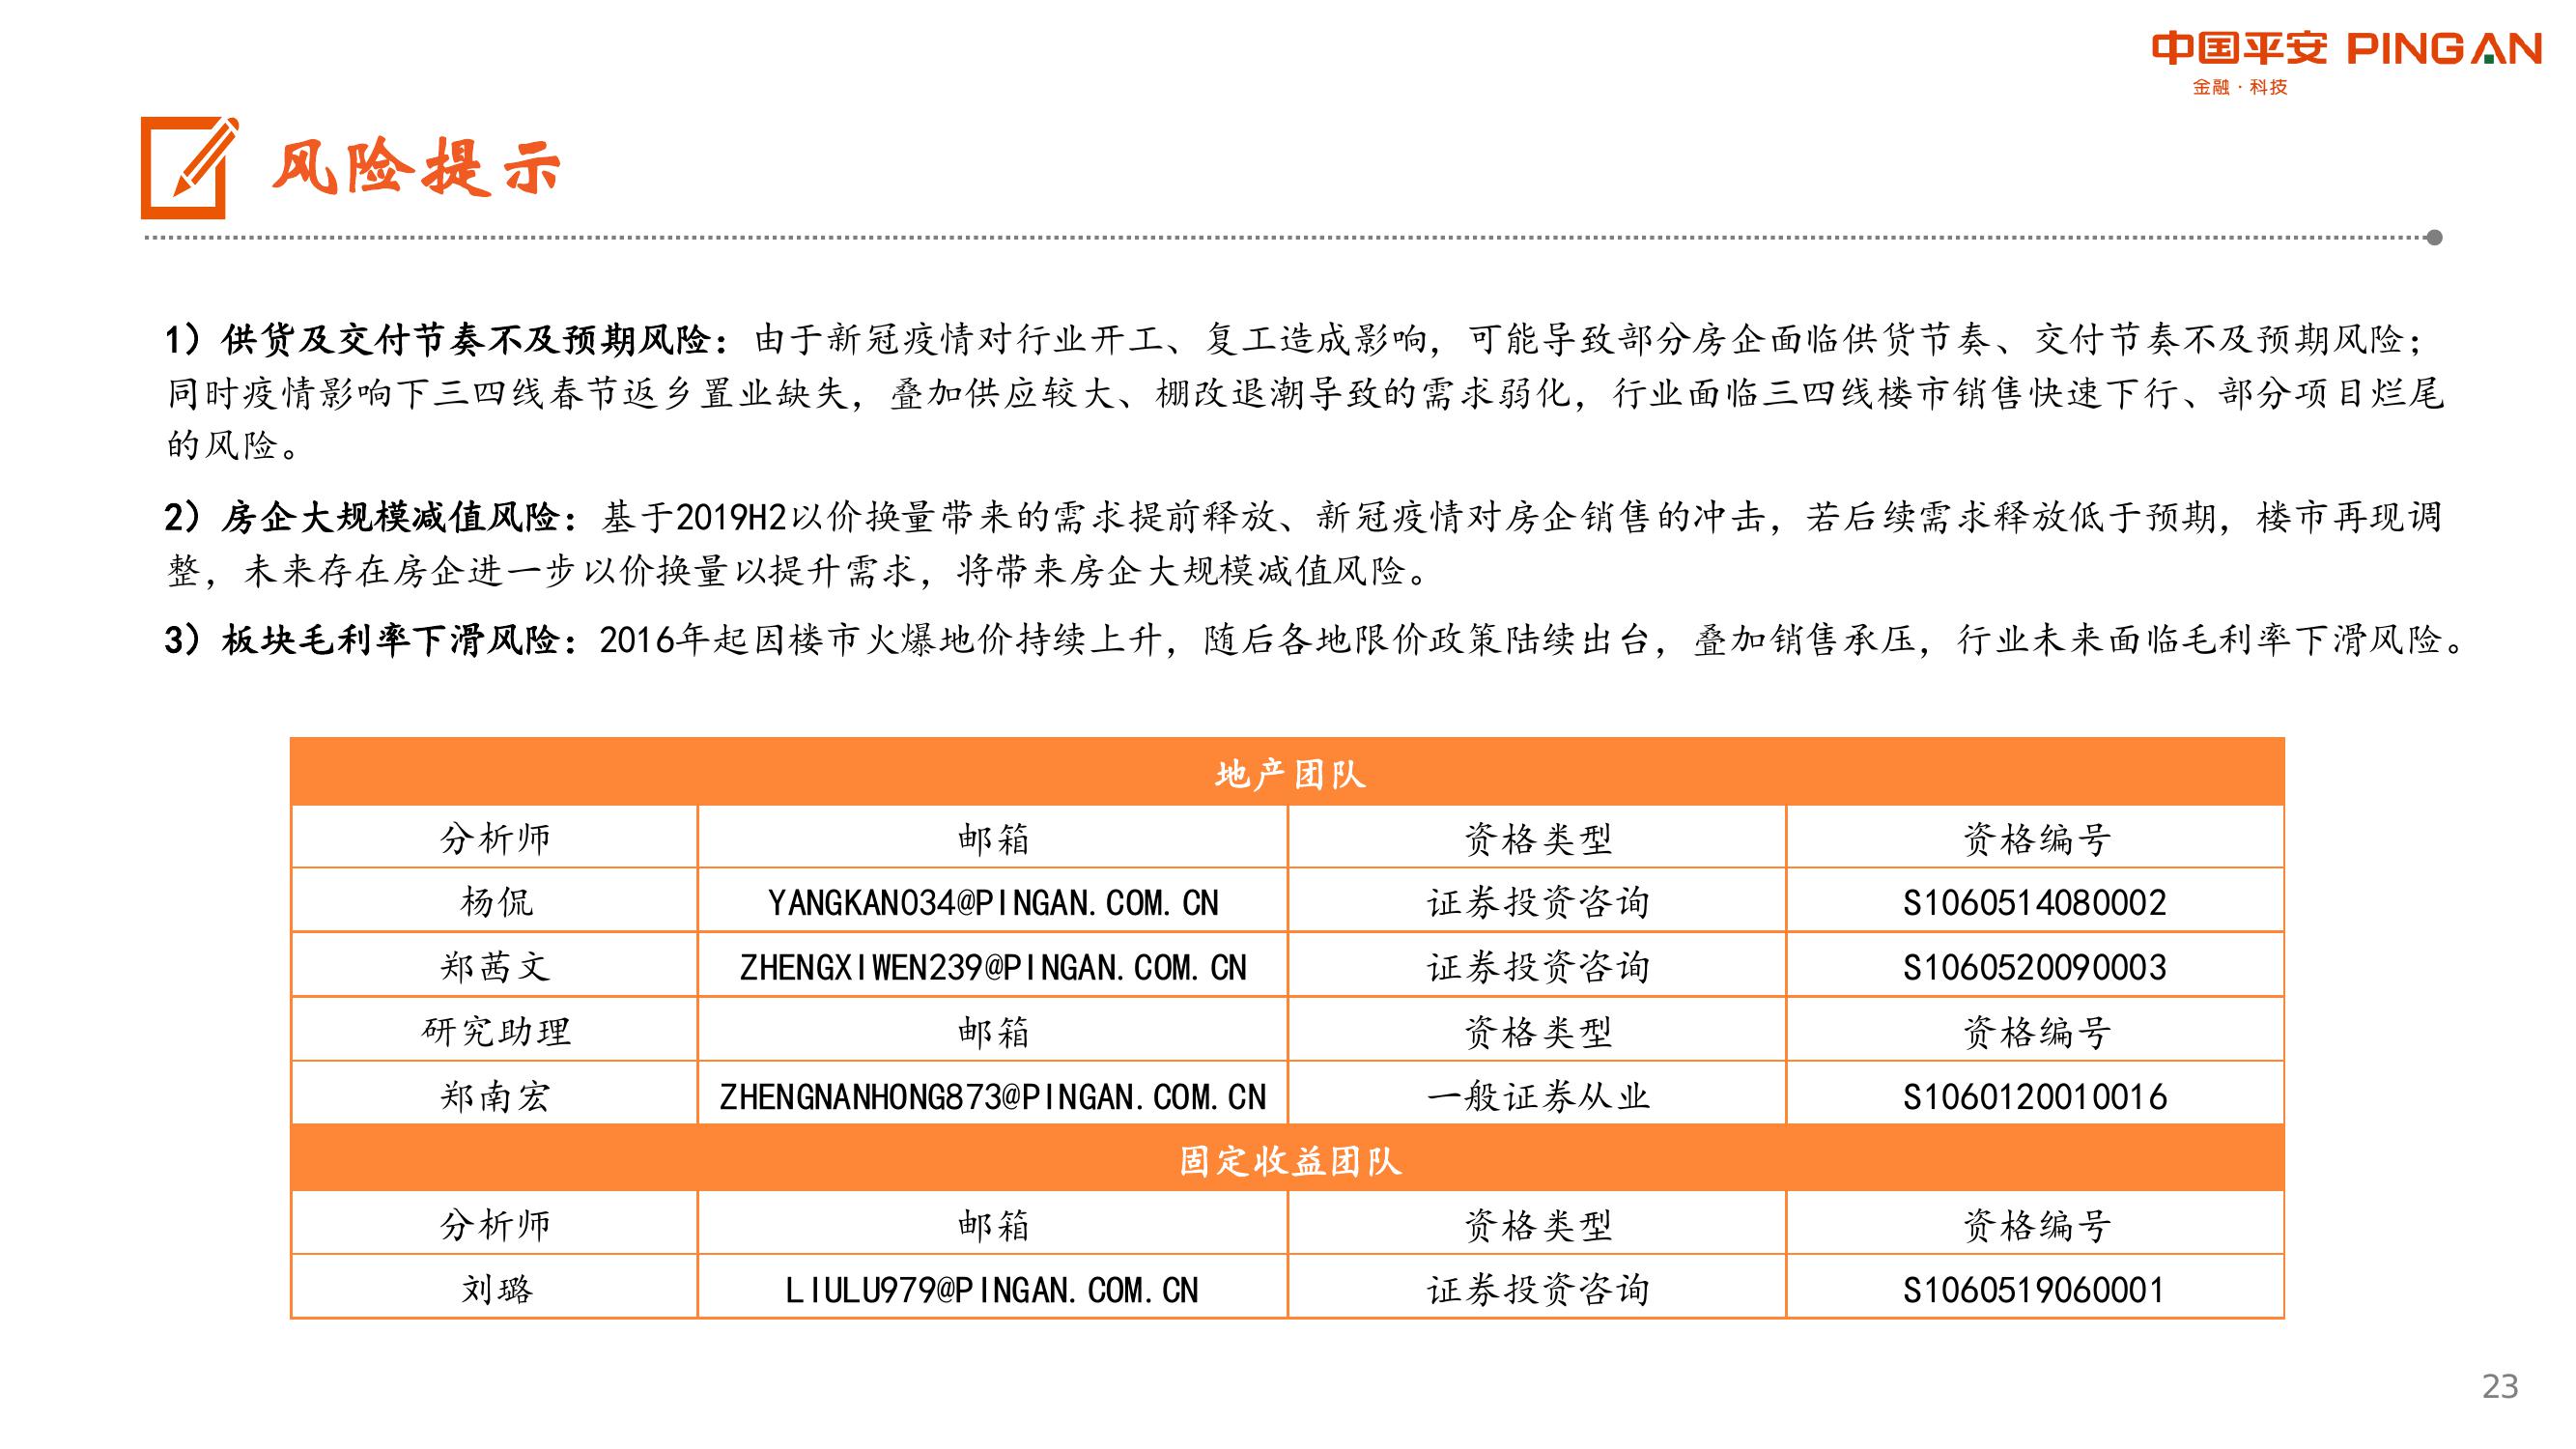 中国平安 PINGAN
金融·科技
风险提示
1）供货及交付节奏不及预期风险：由于新冠疫情对行业开工、复工造成影响，可能导致部分房企面临供货节奏、交付节奏不及预期风险；
同时疫情影响下三四线春节返乡置业缺失，叠加供应较大、棚改退潮导致的需求弱化，行业面临三四线楼市销售快速下行、部分项目烂尾
的风险。
2）房企大规模减值风险：基于2019H2以价换量带来的需求提前释放、新冠疫情对房企销售的冲击，若后续需求释放低于预期，楼市再现调
整，未来存在房企进一步以价换量以提升需求，将带来房企大规模减值风险。
3）板块毛利率下滑风险：2016年起因楼市火爆地价持续上升，随后各地限价政策陆续出台，叠加销售承压，行业未来面临毛利率下滑风险。
地产团队
分析师 邮箱 资格类型 资格编号
杨侃 YANGKAN034@PINGAN.COM.CN 证券投资咨询 S1060514080002
郑茜文 ZHENGXIWEN239@PINGAN.COM.CN 证券投资咨询 S1060520090003
研究助理 邮箱 资格类型 资格编号
郑南宏 ZHENGNANHONG873@PINGAN.COM.CN 一般证券从业 S1060120010016
固定收益团队
分析师 邮箱 资格类型 资格编号
刘璐 LIULU979@PINGAN.COM.CN 证券投资咨询 S1060519060001
23